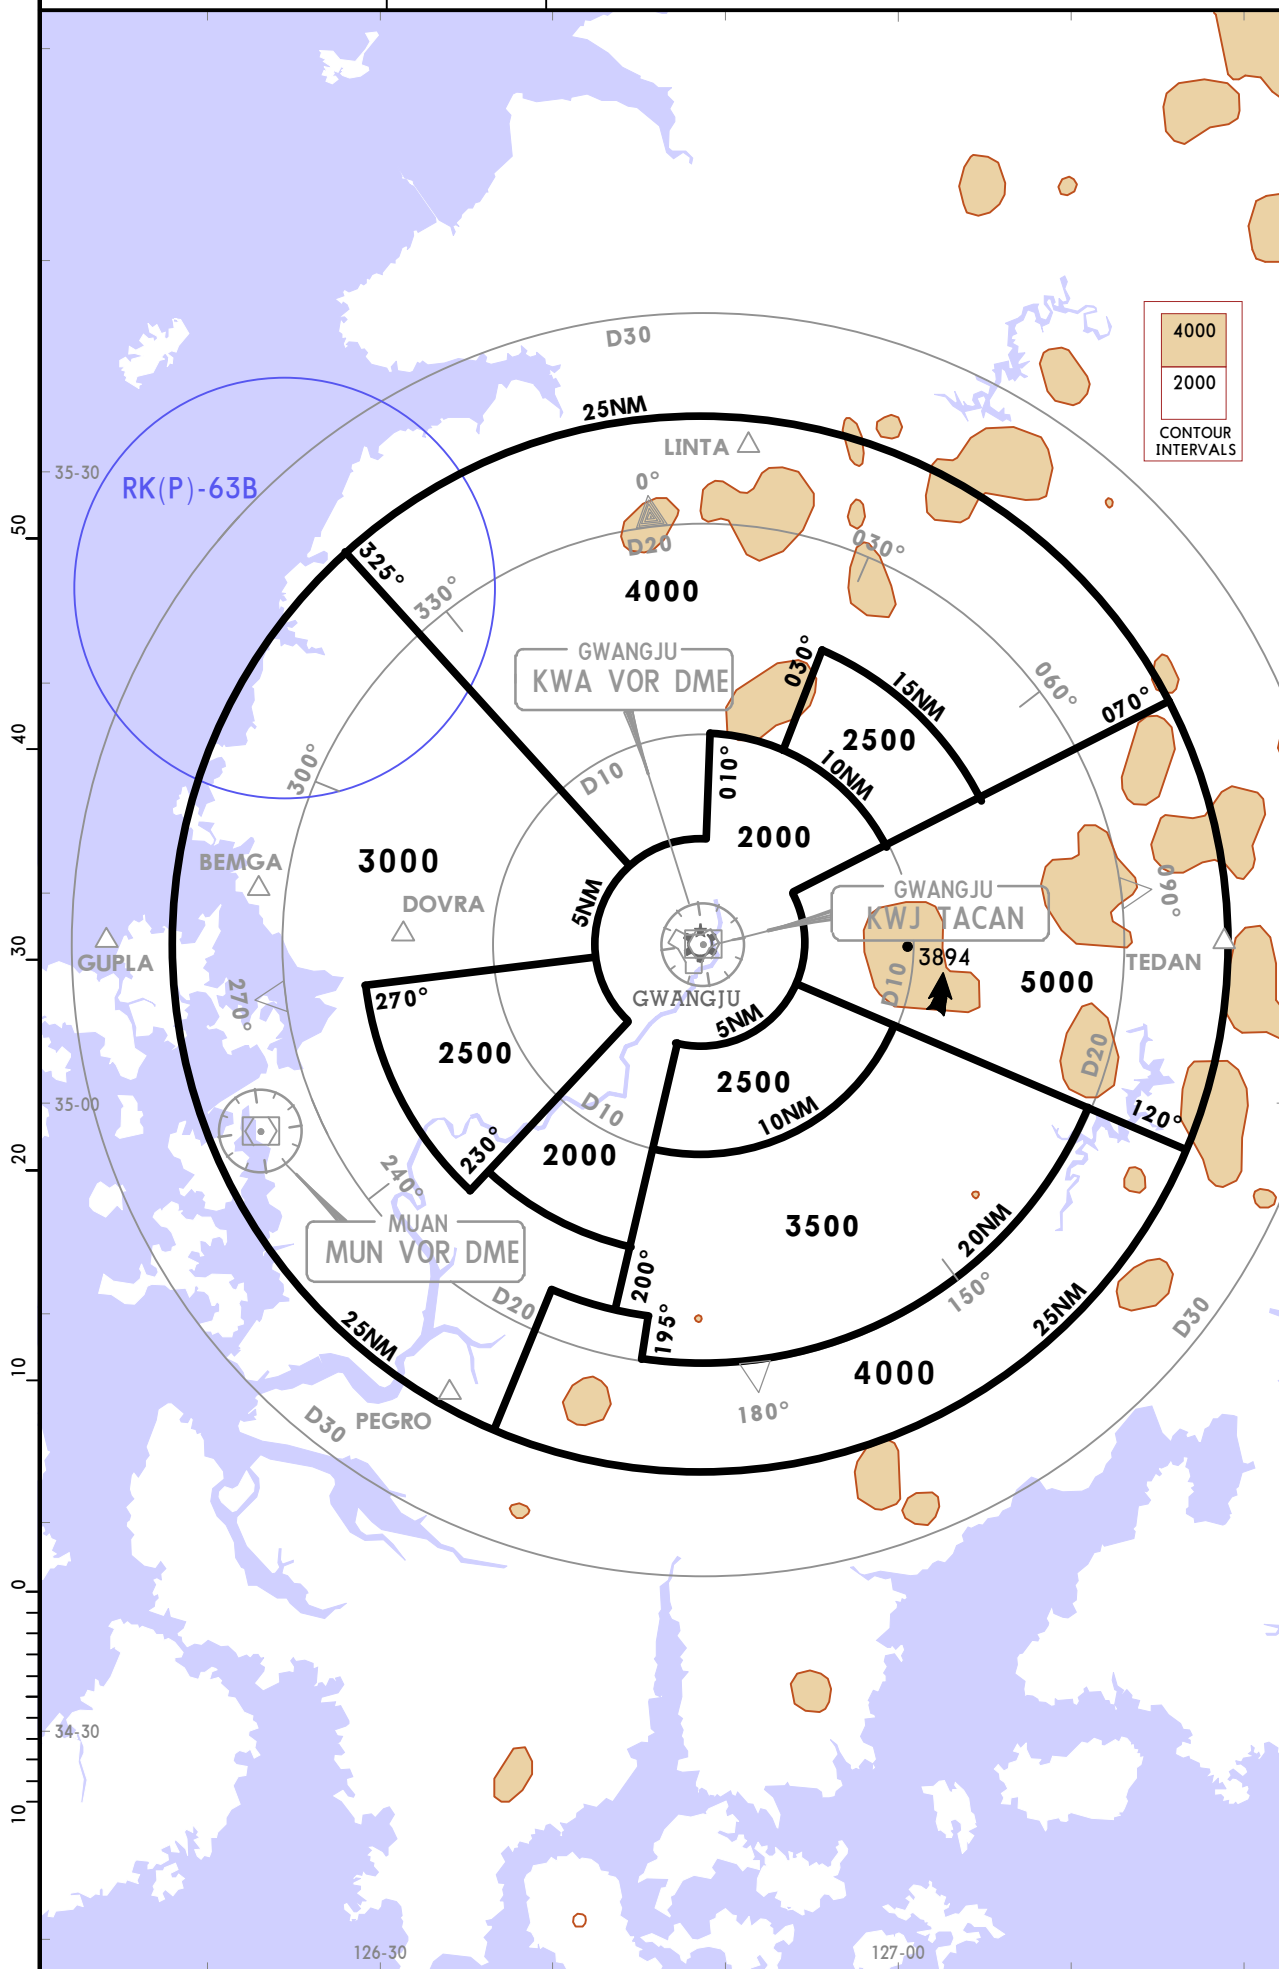 D30
25NM
LINTA
4000
2000
CONTOUR
INTERVALS
35-30
RK(P)-63B
0°
D20
030°
325°
330°
4000
50
GWANGJU
KWA VOR DME
030°
15NM
060°
070°
2500
10NM
40
300°
D10
010°
2000
BEMGA
3000
DOVRA
5NM
GWANGJU
KWJ TACAN
090°
30
GUPLA
3894
TEDAN
D10
5000
270°
270°
GWANGJU
5NM
2500
2500
D20
35-00
D10
10NM
120°
230°
2000
20
240°
MUAN
MUN VOR DME
3500
20NM
200°
150°
D20
195°
25NM
25NM
D30
10
4000
D30
PEGRO
180°
0
34-30
10
126-30
127-00